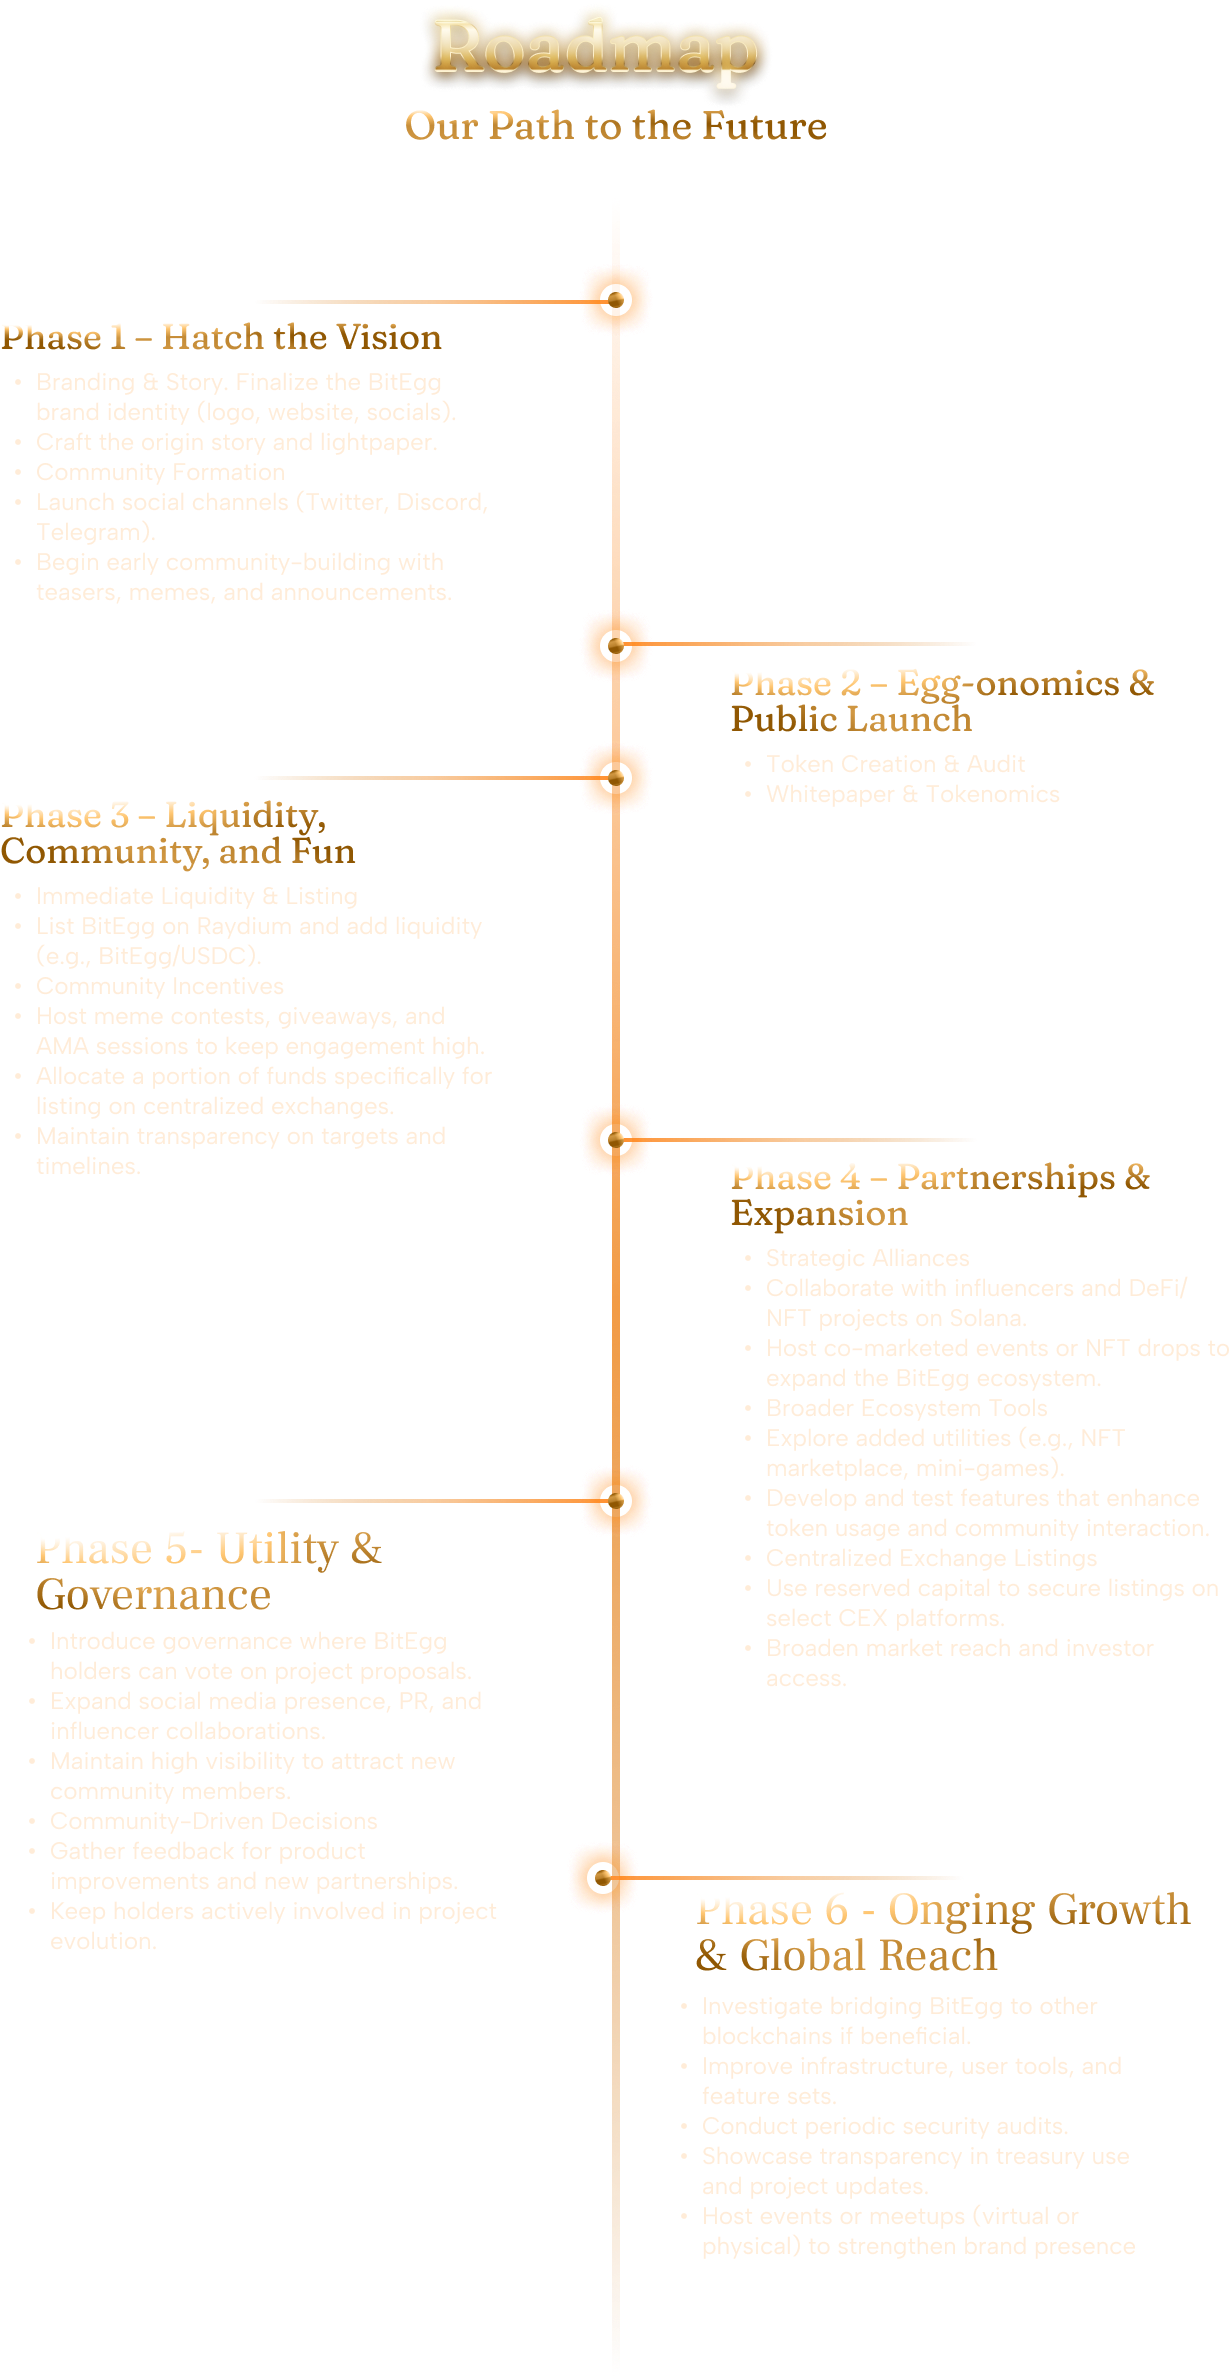 Roadmap
Our Path to the Future
Phase 1 – Hatch the Vision
• Branding & Story. Finalize the BitEgg
brand identity (logo, website, socials).
• Craft the origin story and lightpaper.
• Community Formation
• Launch social channels (Twitter, Discord,
Telegram).
• Begin early community-building with
teasers, memes, and announcements.
Phase 2 – Egg-onomics &
Public Launch
• Token Creation & Audit
• Whitepaper & Tokenomics
Phase 3 – Liquidity,
Community, and Fun
• Immediate Liquidity & Listing
• List BitEgg on Raydium and add liquidity
(e.g., BitEgg/USDC).
• Community Incentives
• Host meme contests, giveaways, and
AMA sessions to keep engagement high.
• Allocate a portion of funds specifically for
listing on centralized exchanges.
• Maintain transparency on targets and
timelines.
Phase 4 – Partnerships &
Expansion
• Strategic Alliances
• Collaborate with influencers and DeFi/
NFT projects on Solana.
• Host co-marketed events or NFT drops to
expand the BitEgg ecosystem.
• Broader Ecosystem Tools
• Explore added utilities (e.g., NFT
marketplace, mini-games).
• Develop and test features that enhance
token usage and community interaction.
• Centralized Exchange Listings
• Use reserved capital to secure listings on
select CEX platforms.
• Broaden market reach and investor
access.
Phase 5- Utility &
Governance
• Introduce governance where BitEgg
holders can vote on project proposals.
• Expand social media presence, PR, and
influencer collaborations.
• Maintain high visibility to attract new
community members.
• Community-Driven Decisions
• Gather feedback for product
improvements and new partnerships.
• Keep holders actively involved in project
evolution.
Phase 6 - Onging Growth
& Global Reach
• Investigate bridging BitEgg to other
blockchains if beneficial.
• Improve infrastructure, user tools, and
feature sets.
• Conduct periodic security audits.
• Showcase transparency in treasury use
and project updates.
• Host events or meetups (virtual or
physical) to strengthen brand presence